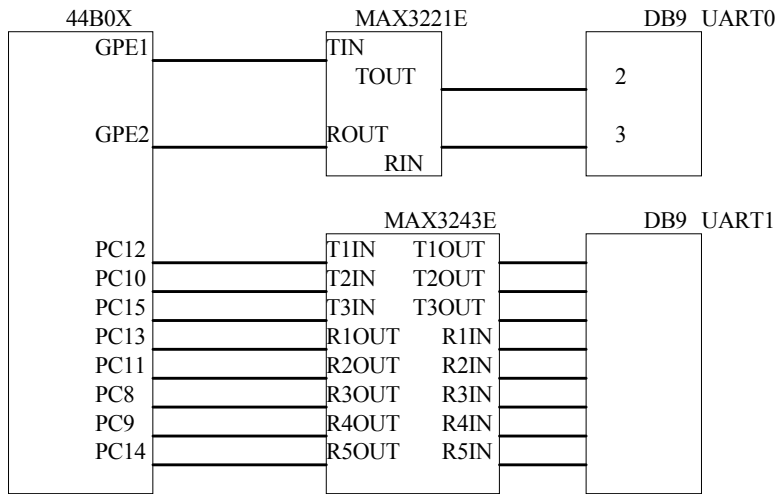 44B0X MAX3221E DB9 UART0
GPE1 TIN
TOUT 2
GPE2 ROUT 3
RIN
MAX3243E DB9 UART1
PC12 T1IN T1OUT
PC10 T2IN T2OUT
PC15 T3IN T3OUT
PC13 R1OUT R1IN
PC11 R2OUT R2IN
PC8 R3OUT R3IN
PC9 R4OUT R4IN
PC14 R5OUT R5IN